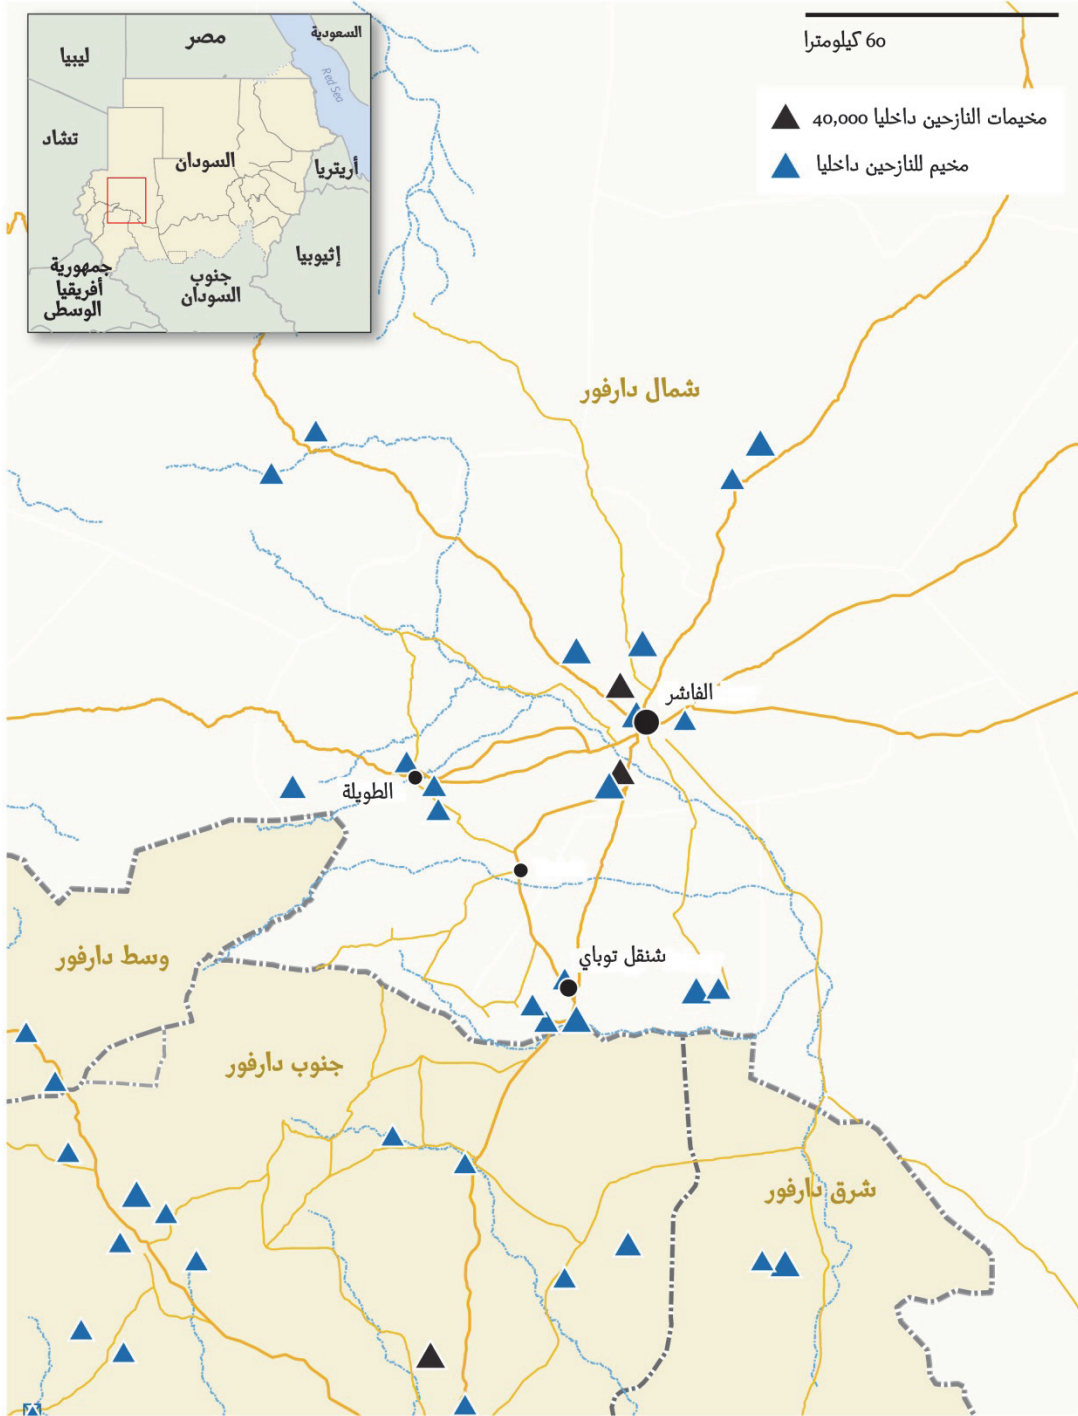 مصر
السعودية
ليبيا
Red Sea
تشاد
السودان
أريتريا
إثيوبيا
جمهورية
أفريقيا
الوسطى
جنوب
السودان
60 كيلومترا
مخيمات النازحين داخليا 40,000
مخيم للنازحين داخليا
شمال دارفور
الفاشر
الطويلة
شنقل توباي
وسط دارفور
جنوب دارفور
شرق دارفور